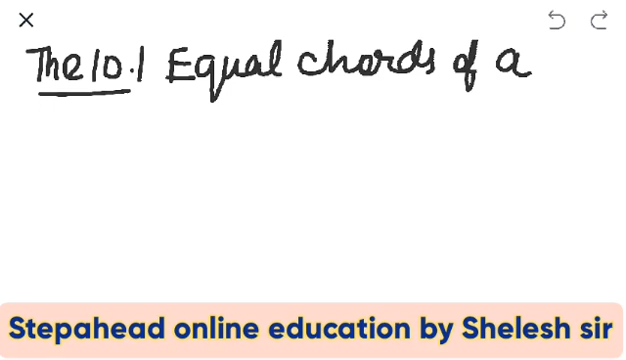 The 10.1 Equal chords of a
Stepahead online education by Shelesh sir